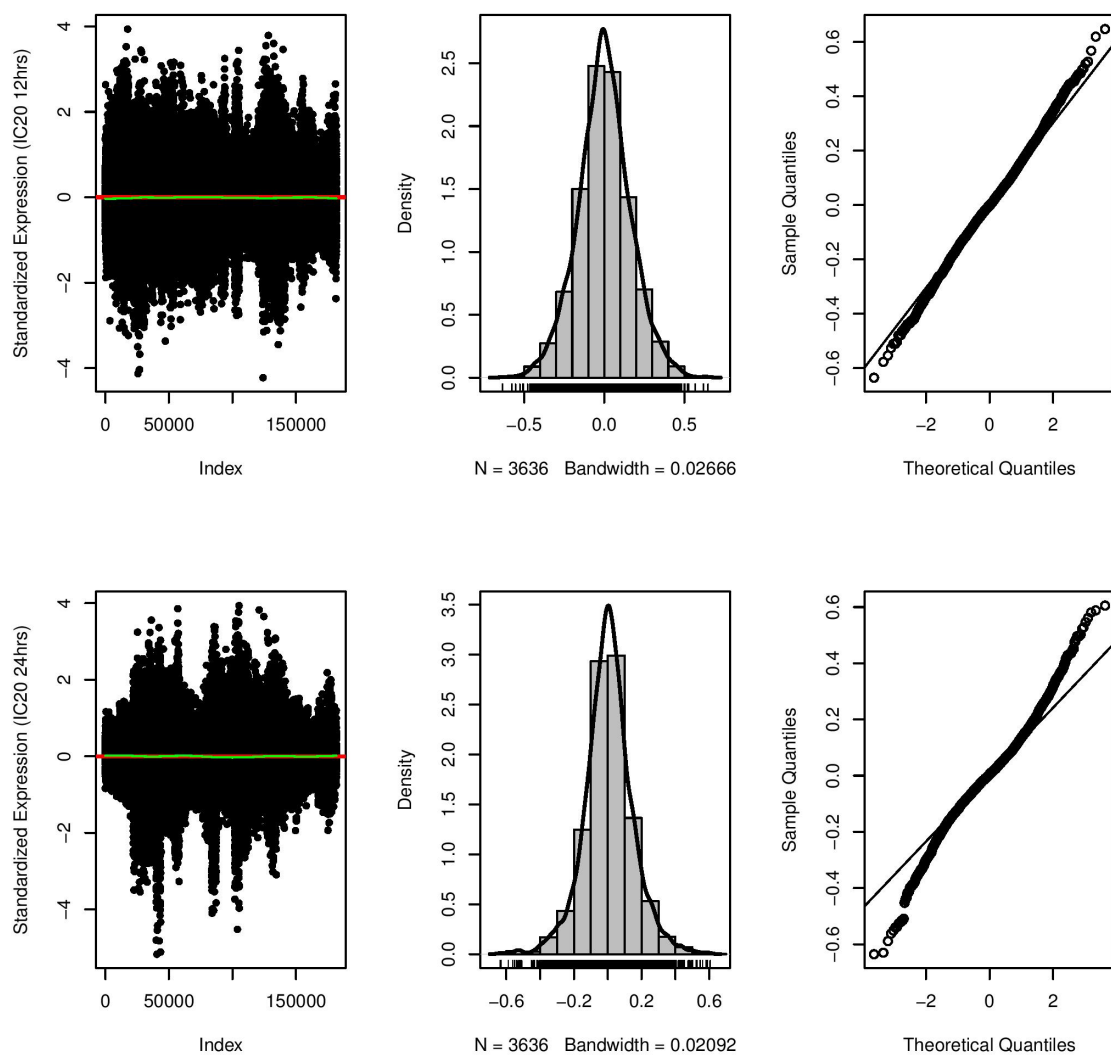 Standardized Expression (IC20 12hrs)
4
2
0
−2
−4
0 50000 150000
Index
Density
2.5
2.0
1.5
1.0
0.5
0.0
−0.5 0.0 0.5
N = 3636 Bandwidth = 0.02666
Sample Quantiles
0.6
0.4
0.2
0.0
−0.2
−0.4
−0.6
−2 0 2
Theoretical Quantiles
Standardized Expression (IC20 24hrs)
4
2
0
−2
−4
0 50000 150000
Index
Density
3.5
3.0
2.5
2.0
1.5
1.0
0.5
0.0
−0.6 −0.2 0.2 0.6
N = 3636 Bandwidth = 0.02092
Sample Quantiles
0.6
0.4
0.2
0.0
−0.2
−0.4
−0.6
−2 0 2
Theoretical Quantiles